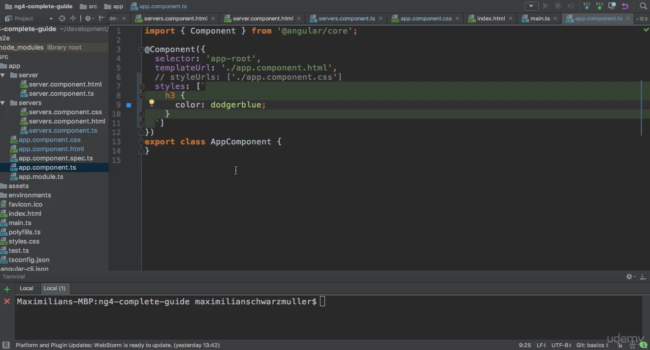 ng4-complete-guide src app
Project
servers.component.html server.component.html servers.component.ts app.component.css index.html main.ts app.component.ts
-complete-guide ~/development/
e2e
node_modules library root
src
app
server
server.component.html
server.component.ts
servers
servers.component.css
servers.component.html
servers.component.ts
app.component.css
app.component.html
app.component.spec.ts
app.component.ts
app.module.ts
assets
environments
favicon.ico
index.html
main.ts
polyfills.ts
styles.css
test.ts
tsconfig.json
angular-cli.json
1 import { Component } from '@angular/core';
2
3 @Component({
4 selector: 'app-root',
5 templateUrl: './app.component.html',
6 // styleUrls: ['./app.component.css']
7 styles: [`
8 h3 {
9 color: dodgerblue;
10 }
11 `]
12 })
13 export class AppComponent {
14 }
15
Terminal
Local Local (1)
Maximilians-MBP:ng4-complete-guide maximilianschwarzmuller$
Platform and Plugin Updates: WebStorm is ready to update. (yesterday 13:42)
9:25 LF÷ UTF-8÷ Git: basics÷
udemy